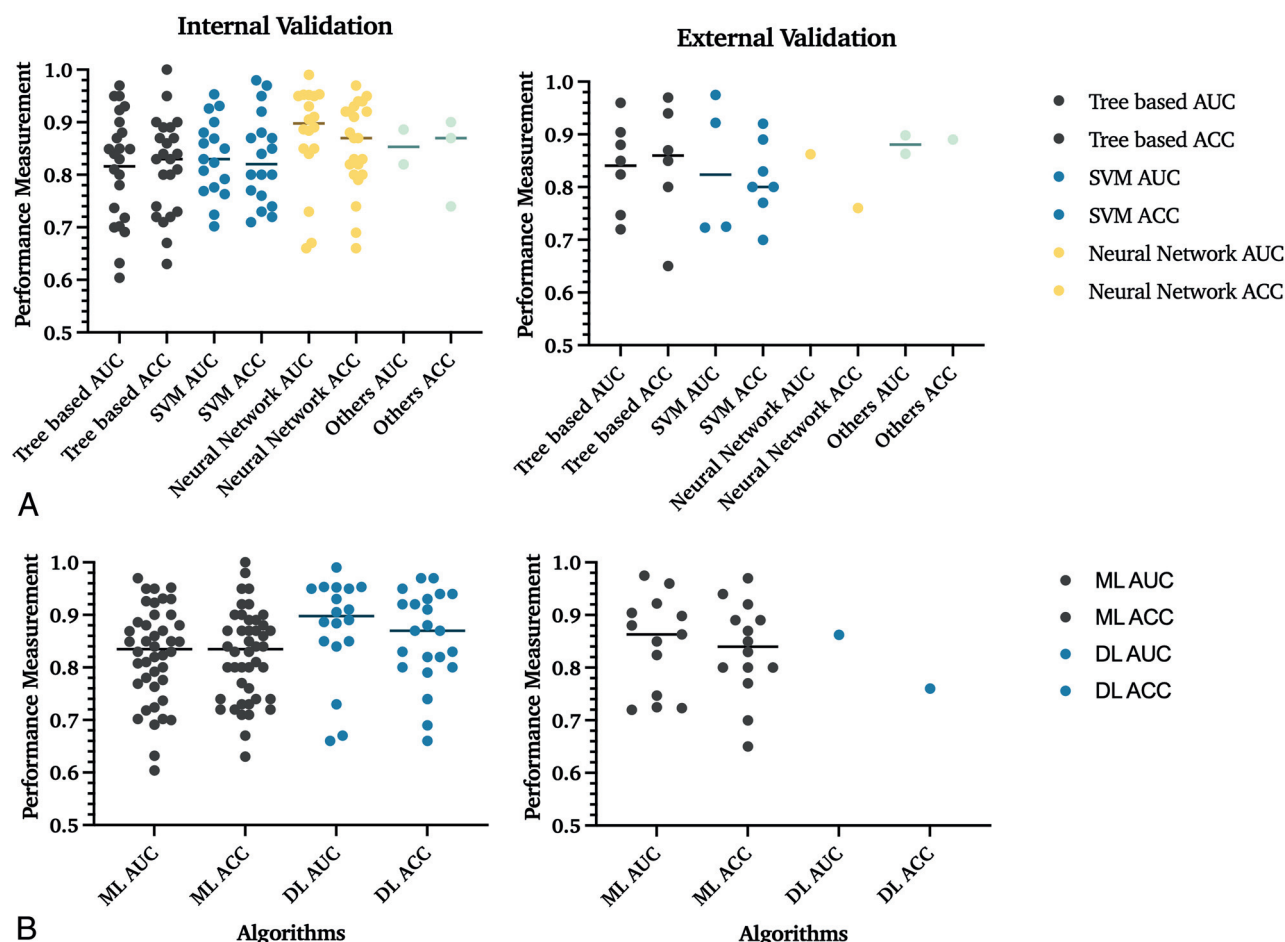 Internal Validation
Performance Measurement
1.0
0.9
0.8
0.7
0.6
0.5
Tree based AUC
Tree based ACC
SVM AUC
SVM ACC
Neural Network AUC
Neural Network ACC
Others AUC
Others ACC
External Validation
Performance Measurement
1.0
0.9
0.8
0.7
0.6
0.5
Tree based AUC
Tree based ACC
SVM AUC
SVM ACC
Neural Network AUC
Neural Network ACC
Others AUC
Others ACC
Tree based AUC
Tree based ACC
SVM AUC
SVM ACC
Neural Network AUC
Neural Network ACC
A
Performance Measurement
1.0
0.9
0.8
0.7
0.6
0.5
ML AUC
ML ACC
DL AUC
DL ACC
Algorithms
Performance Measurement
1.0
0.9
0.8
0.7
0.6
0.5
ML AUC
ML ACC
DL AUC
DL ACC
Algorithms
ML AUC
ML ACC
DL AUC
DL ACC
B